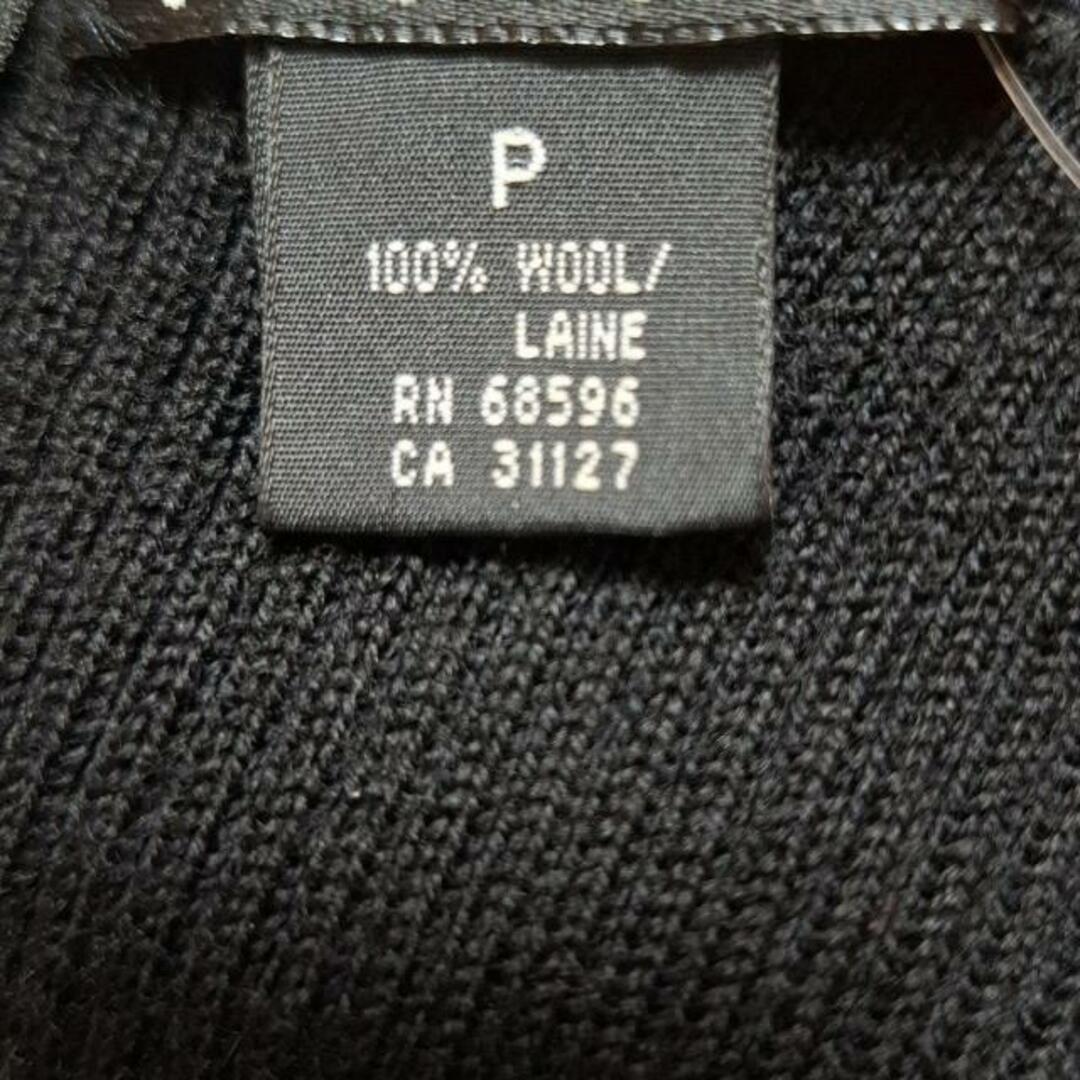 P
100% WOOL/
LAINE
RN 68596
CA 31127